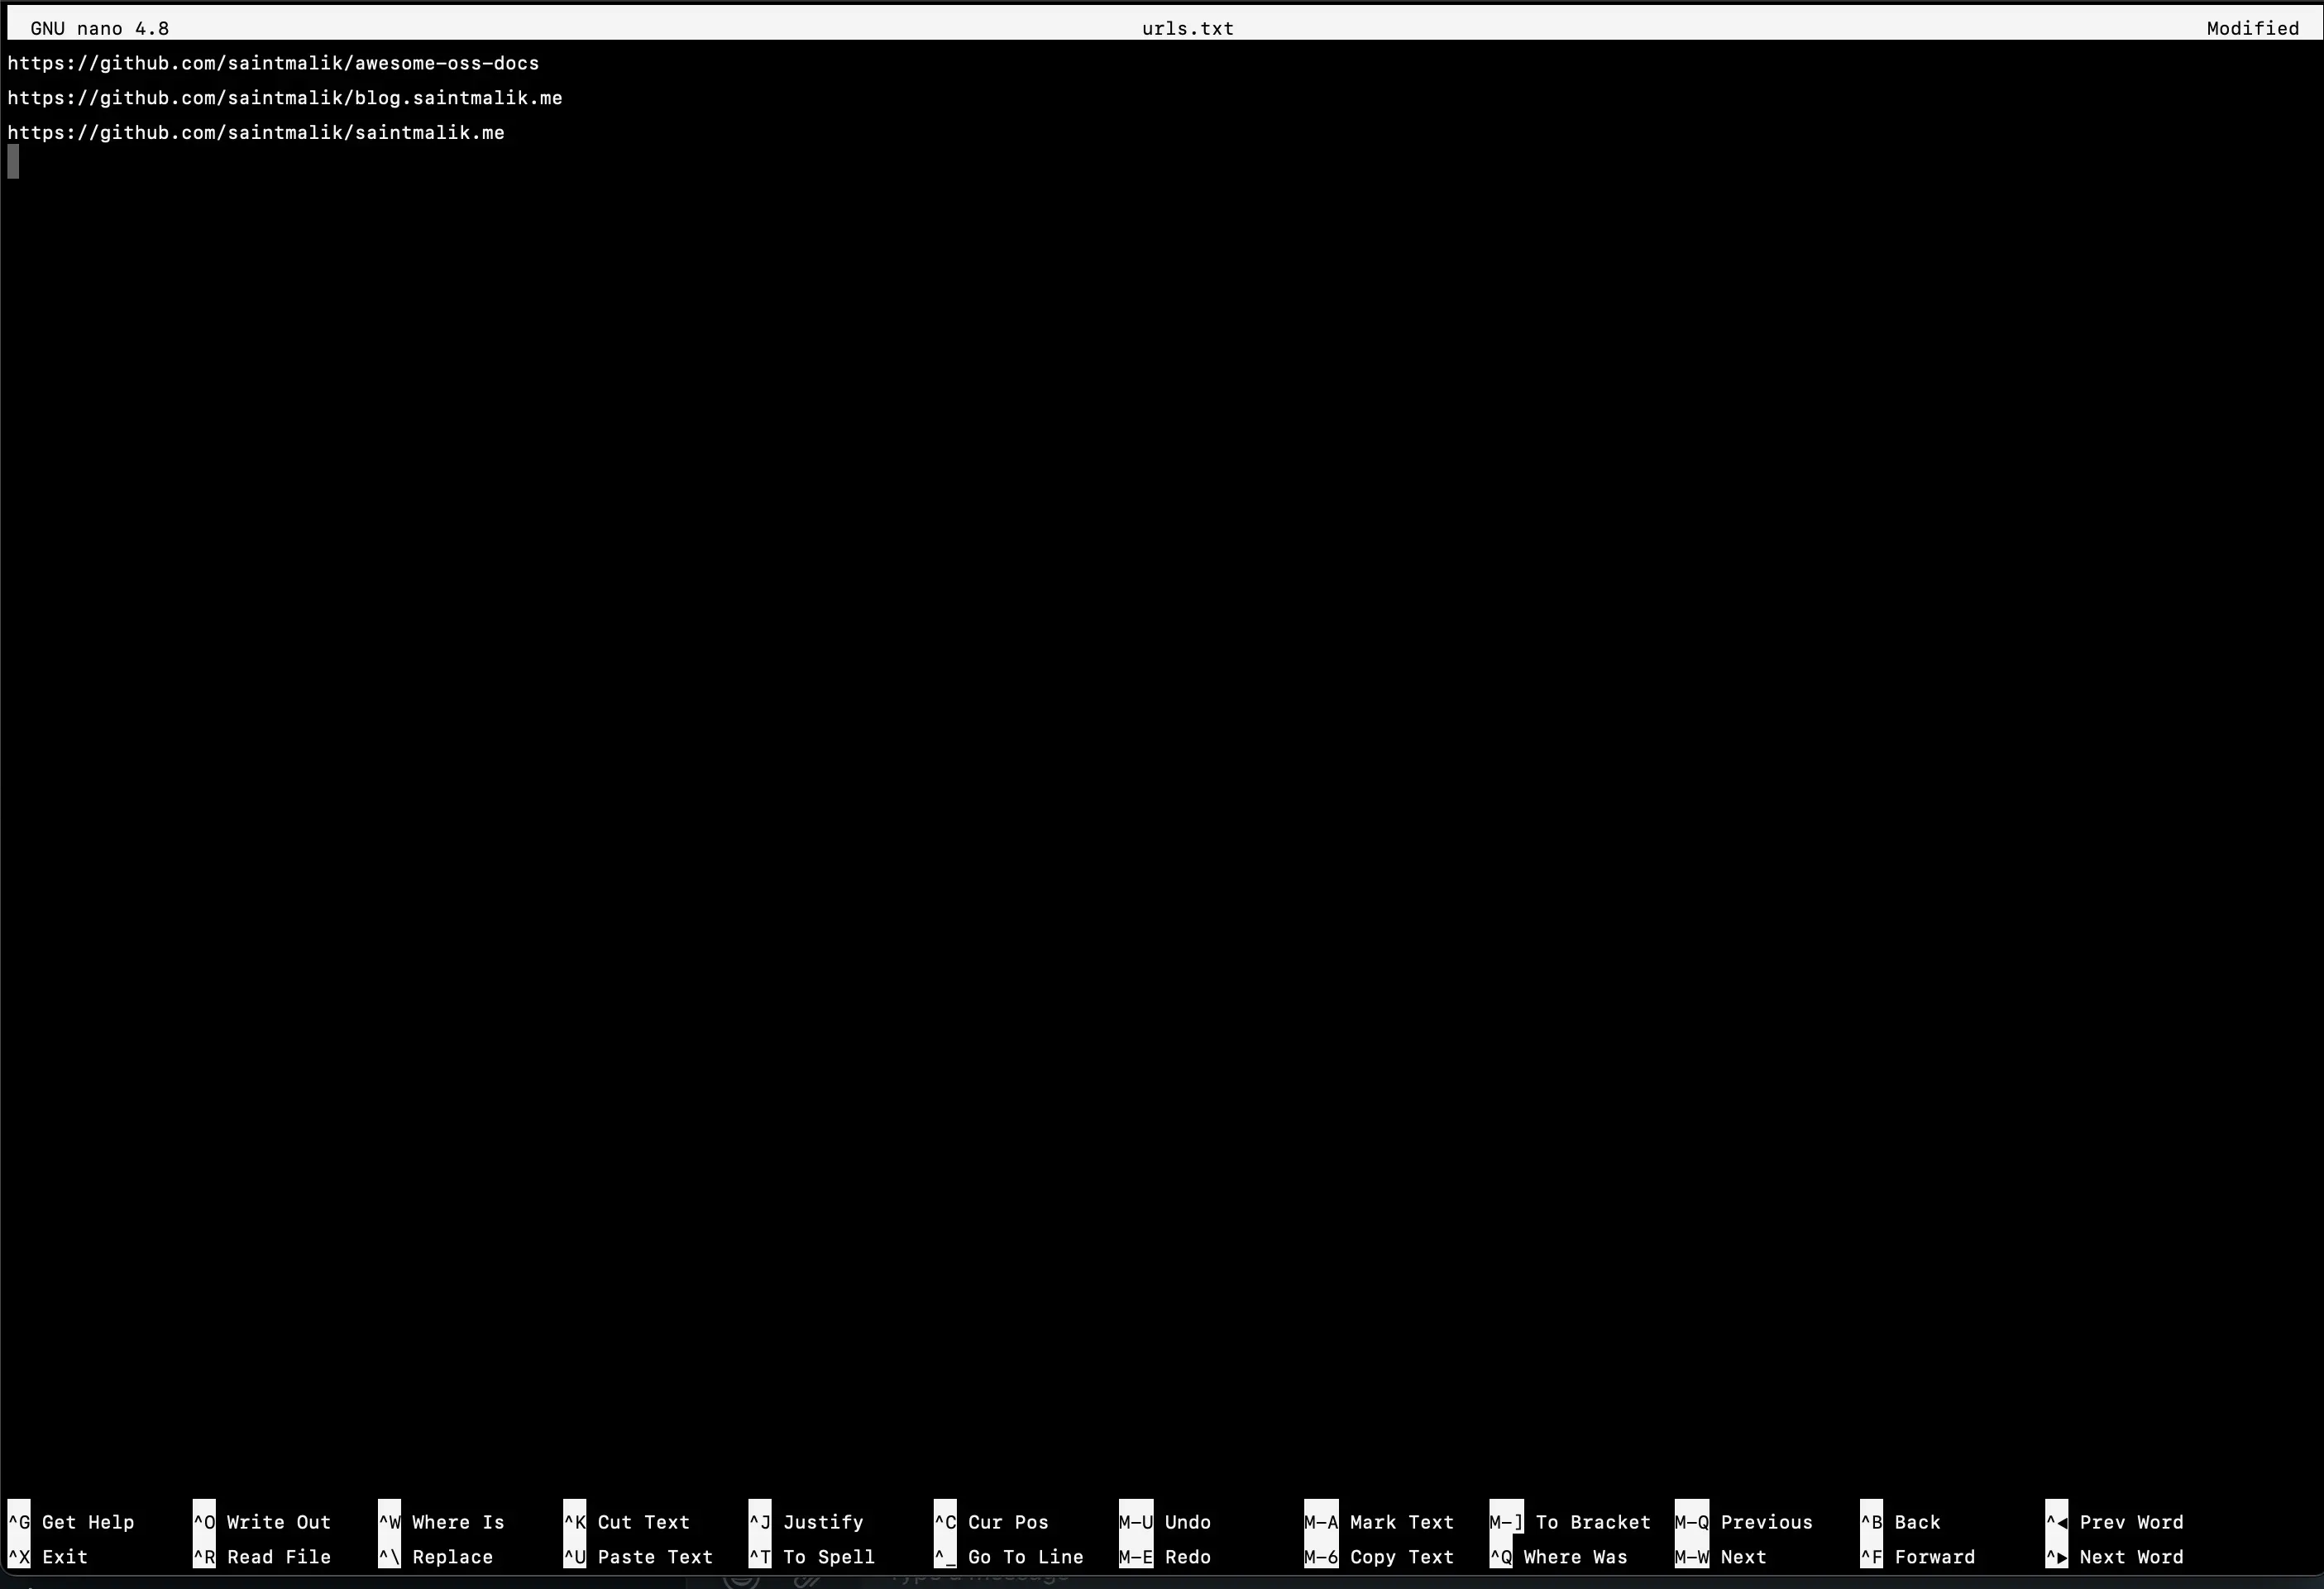 GNU nano 4.8 urls.txt Modified
https://github.com/saintmalik/awesome-oss-docs
https://github.com/saintmalik/blog.saintmalik.me
https://github.com/saintmalik/saintmalik.me
^G Get Help ^O Write Out ^W Where Is ^K Cut Text ^J Justify ^C Cur Pos M-U Undo M-A Mark Text M-] To Bracket M-Q Previous ^B Back ^◀ Prev Word
^X Exit ^R Read File ^\ Replace ^U Paste Text ^T To Spell ^_ Go To Line M-E Redo M-6 Copy Text ^Q Where Was M-W Next ^F Forward ^▶ Next Word
Type a message